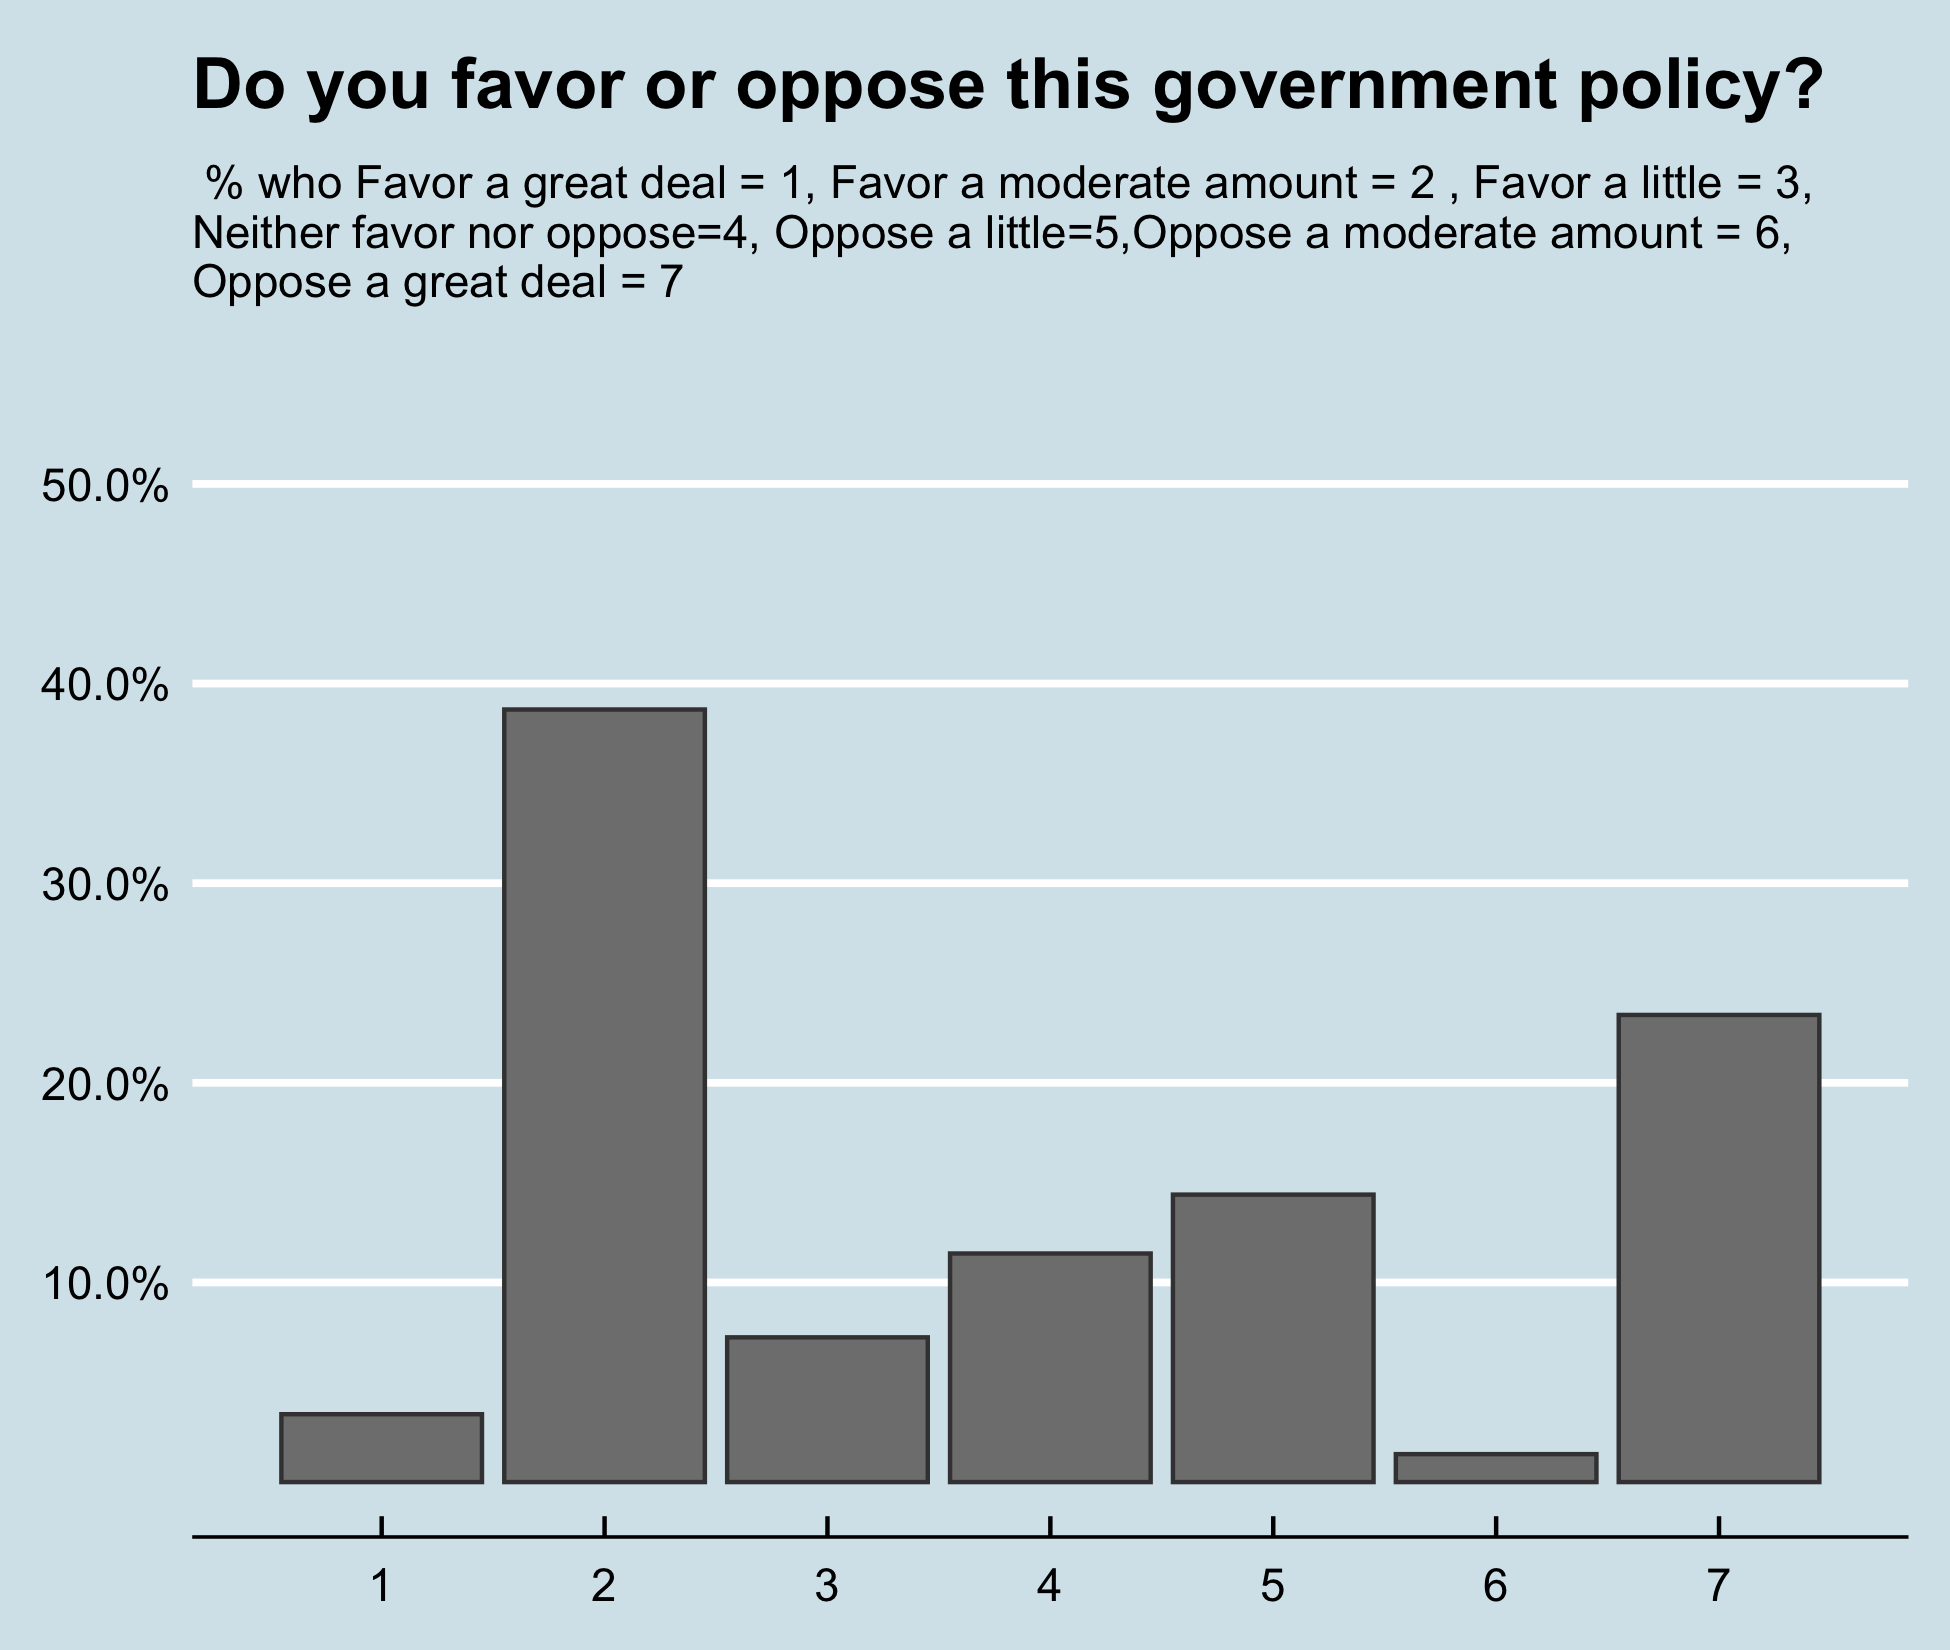 Do you favor or oppose this government policy?
% who Favor a great deal = 1, Favor a moderate amount = 2 , Favor a little = 3,
Neither favor nor oppose=4, Oppose a little=5,Oppose a moderate amount = 6,
Oppose a great deal = 7
50.0%
40.0%
30.0%
20.0%
10.0%
1 2 3 4 5 6 7